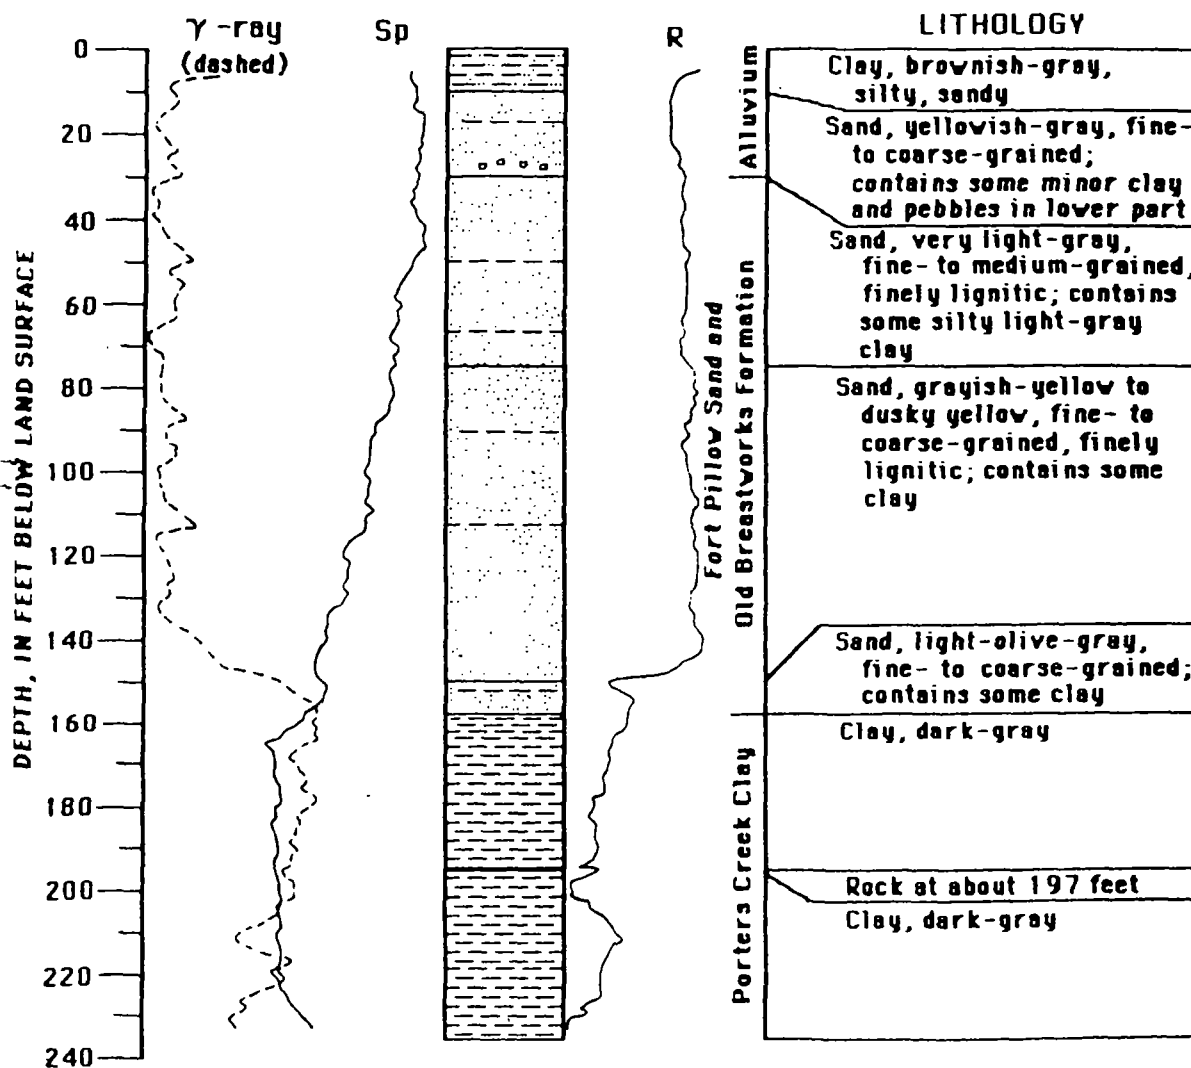 γ -ray
(dashed)
Sp
R
LITHOLOGY
DEPTH, IN FEET BELOW LAND SURFACE
0
20
40
60
80
100
120
140
160
180
200
220
240
Alluvium
Fort Pillow Sand and
Old Breastworks Formation
Porters Creek Clay
Clay, brownish-gray,
silty, sandy
Sand, yellowish-gray, fine-
to coarse-grained;
contains some minor clay
and pebbles in lower part
Sand, very light-gray,
fine- to medium-grained,
finely lignitic; contains
some silty light-gray
clay
Sand, grayish-yellow to
dusky yellow, fine- to
coarse-grained, finely
lignitic; contains some
clay
Sand, light-olive-gray,
fine- to coarse-grained;
contains some clay
Clay, dark-gray
Rock at about 197 feet
Clay, dark-gray